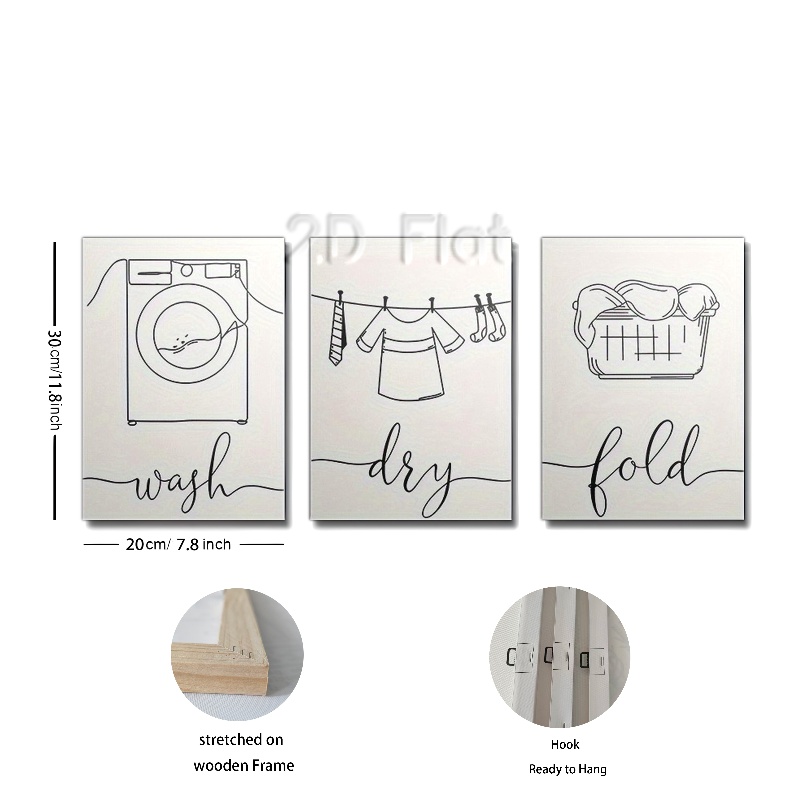 2D Flat
30cm/11.8inch
wash
dry
fold
20cm/ 7.8 inch
stretched on
wooden Frame
Hook
Ready to Hang